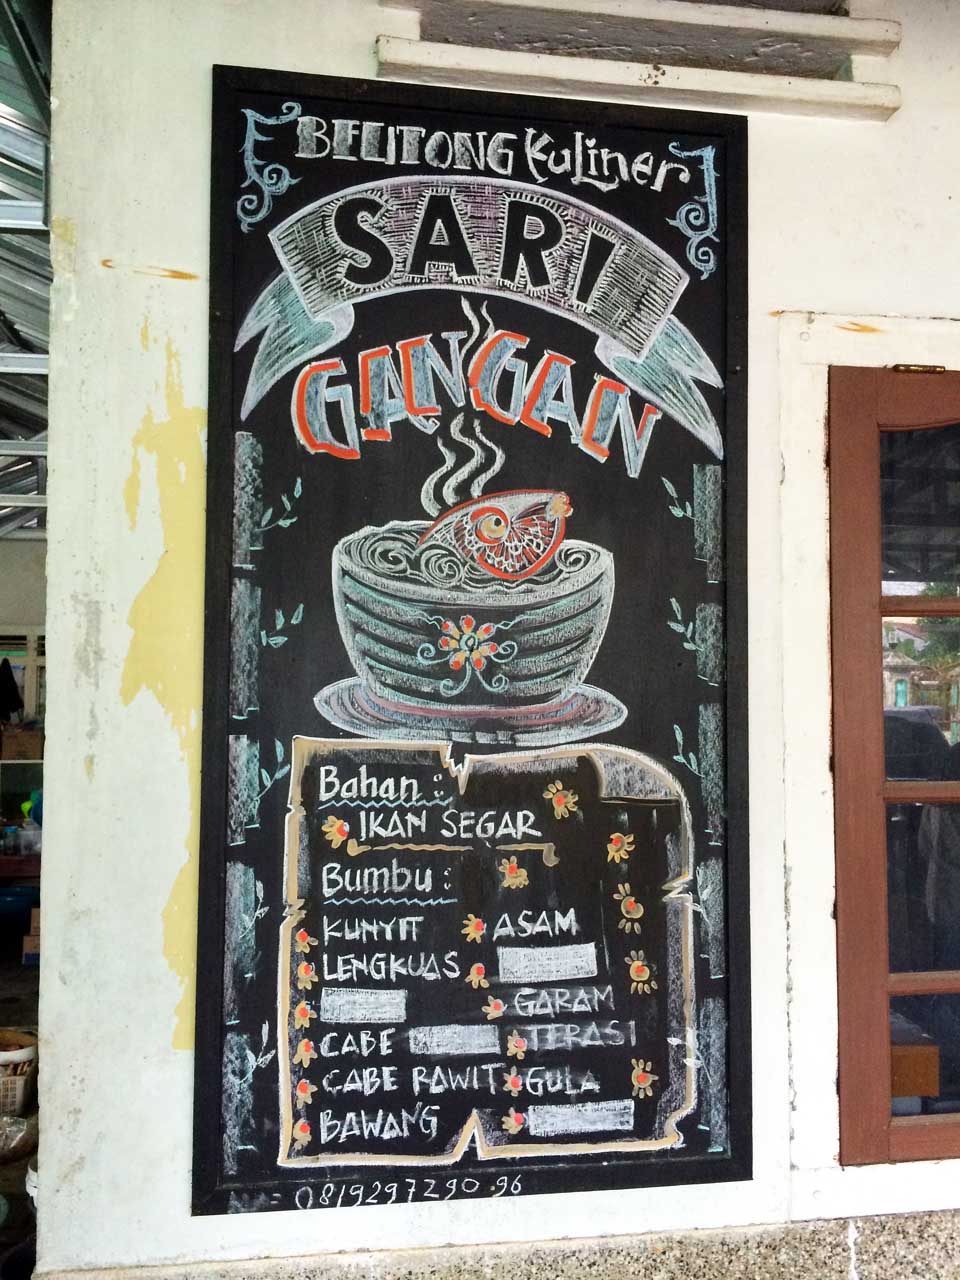 BELITONG KuLiner
SARI
GANGAN
Bahan :
IKAN SEGAR
Bumbu :
KUNYIT ASAM
LENGKUAS
GARAM
CABE TERASI
CABE RAWIT GULA
BAWANG
0819297290.96